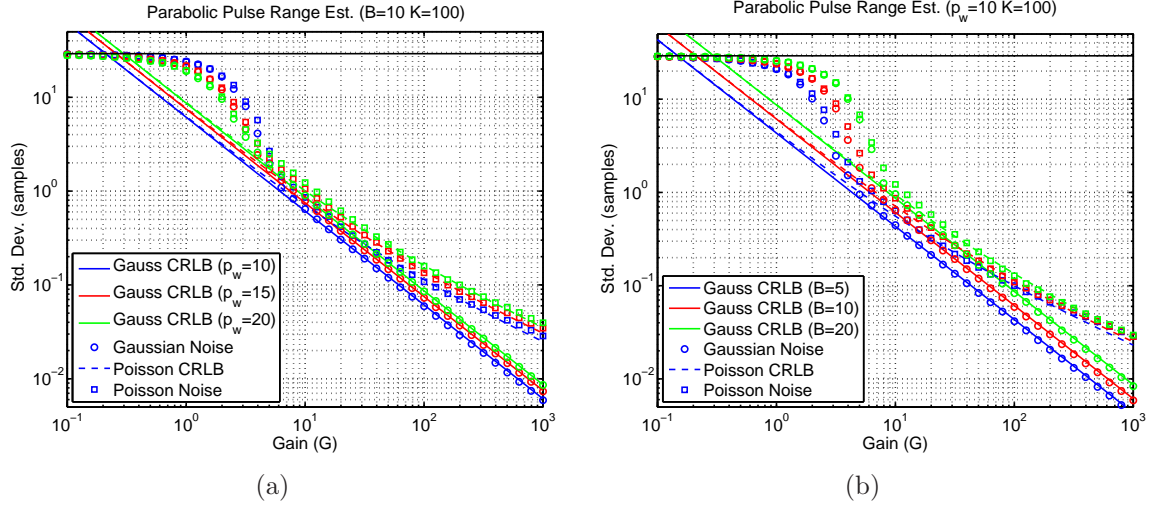 Parabolic Pulse Range Est. (B=10 K=100)
Std. Dev. (samples)
10^1
10^0
10^−1
10^−2
Gauss CRLB (p_w=10)
Gauss CRLB (p_w=15)
Gauss CRLB (p_w=20)
Gaussian Noise
Poisson CRLB
Poisson Noise
10^−1
10^0
10^1
10^2
10^3
Gain (G)
(a)
Parabolic Pulse Range Est. (p_w=10 K=100)
Std. Dev. (samples)
10^1
10^0
10^−1
10^−2
Gauss CRLB (B=5)
Gauss CRLB (B=10)
Gauss CRLB (B=20)
Gaussian Noise
Poisson CRLB
Poisson Noise
10^−1
10^0
10^1
10^2
10^3
Gain (G)
(b)